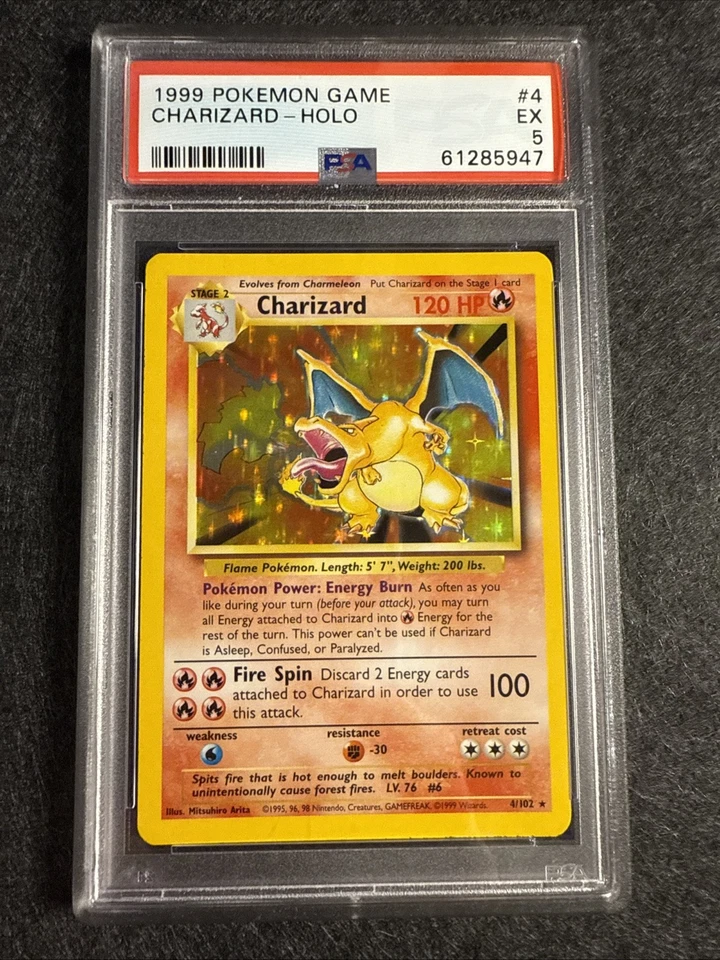 1999 POKEMON GAME #4
CHARIZARD – HOLO EX
5
PSA 61285947
Evolves from Charmeleon Put Charizard on the Stage 1 card
STAGE 2
Charizard 120 HP
Flame Pokémon. Length: 5' 7", Weight: 200 lbs.
Pokémon Power: Energy Burn As often as you
like during your turn (before your attack), you may turn
all Energy attached to Charizard into Energy for the
rest of the turn. This power can't be used if Charizard
is Asleep, Confused, or Paralyzed.
Fire Spin Discard 2 Energy cards
attached to Charizard in order to use 100
this attack.
weakness resistance retreat cost
-30
Spits fire that is hot enough to melt boulders. Known to
unintentionally cause forest fires. LV. 76 #6
Illus. Mitsuhiro Arita ©1995, 96, 98 Nintendo, Creatures, GAMEFREAK. ©1999 Wizards. 4/102 ★
PSA